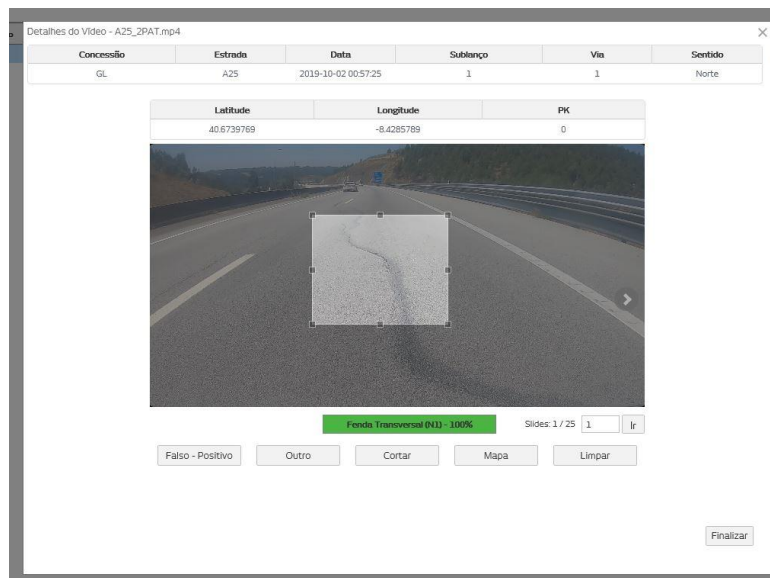 Detalhes do Vídeo - A25_2PAT.mp4
Concessão Estrada Data Sublanço Via Sentido
GL A25 2019-10-02 00:57:25 1 1 Norte
Latitude Longitude PK
40.6739769 -8.4285789 0
Fenda Transversal (N1) - 100% Slides: 1 / 25 1 Ir
Falso - Positivo Outro Cortar Mapa Limpar
Finalizar